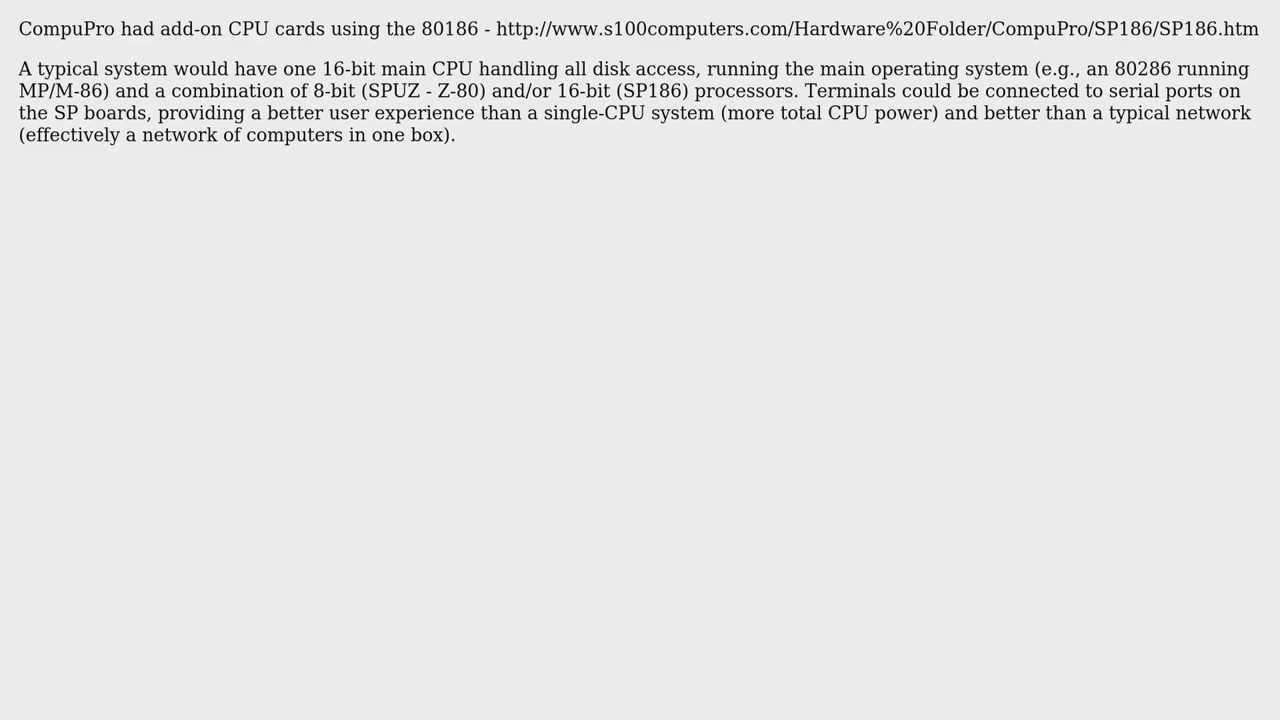 CompuPro had add-on CPU cards using the 80186 - http://www.s100computers.com/Hardware%20Folder/CompuPro/SP186/SP186.htm
A typical system would have one 16-bit main CPU handling all disk access, running the main operating system (e.g., an 80286 running
MP/M-86) and a combination of 8-bit (SPUZ - Z-80) and/or 16-bit (SP186) processors. Terminals could be connected to serial ports on
the SP boards, providing a better user experience than a single-CPU system (more total CPU power) and better than a typical network
(effectively a network of computers in one box).